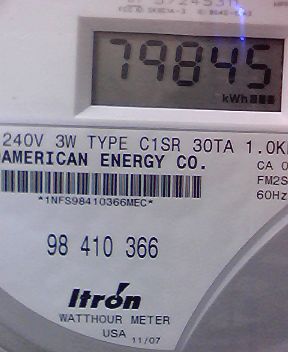 79845
kWh
240V 3W TYPE C1SR 30TA 1.0K
AMERICAN ENERGY CO.
CA 0
FM2S
60Hz
*1NFS98410366MEC*
98 410 366
Itrón
WATTHOUR METER
USA 11/07